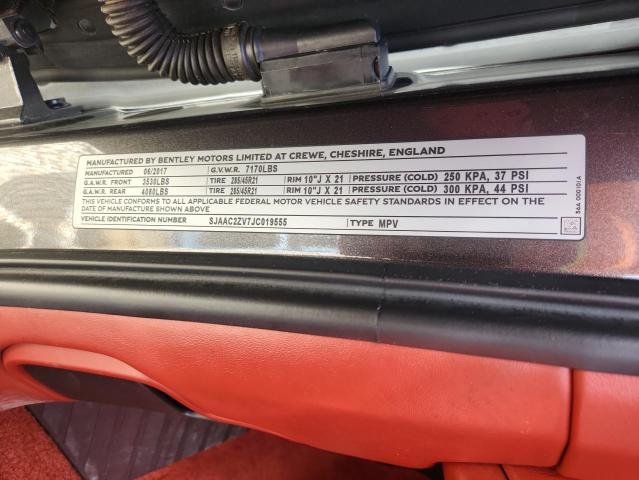 MANUFACTURED BY BENTLEY MOTORS LIMITED AT CREWE, CHESHIRE, ENGLAND
06/2017 G.V.W.R. 7170LBS
G.A.W.R. FRONT 3530LBS TIRE 285/45R21 RIM 10"J X 21 PRESSURE (COLD) 250 KPA, 37 PSI
G.A.W.R. REAR 4080LBS TIRE 285/45R21 RIM 10"J X 21 PRESSURE (COLD) 300 KPA, 44 PSI
THIS VEHICLE CONFORMS TO ALL APPLICABLE FEDERAL MOTOR VEHICLE SAFETY STANDARDS IN EFFECT ON THE
DATE OF MANUFACTURE SHOWN ABOVE
VEHICLE IDENTIFICATION NUMBER SJAAC2ZV7JC019555 TYPE MPV
36A 000101A